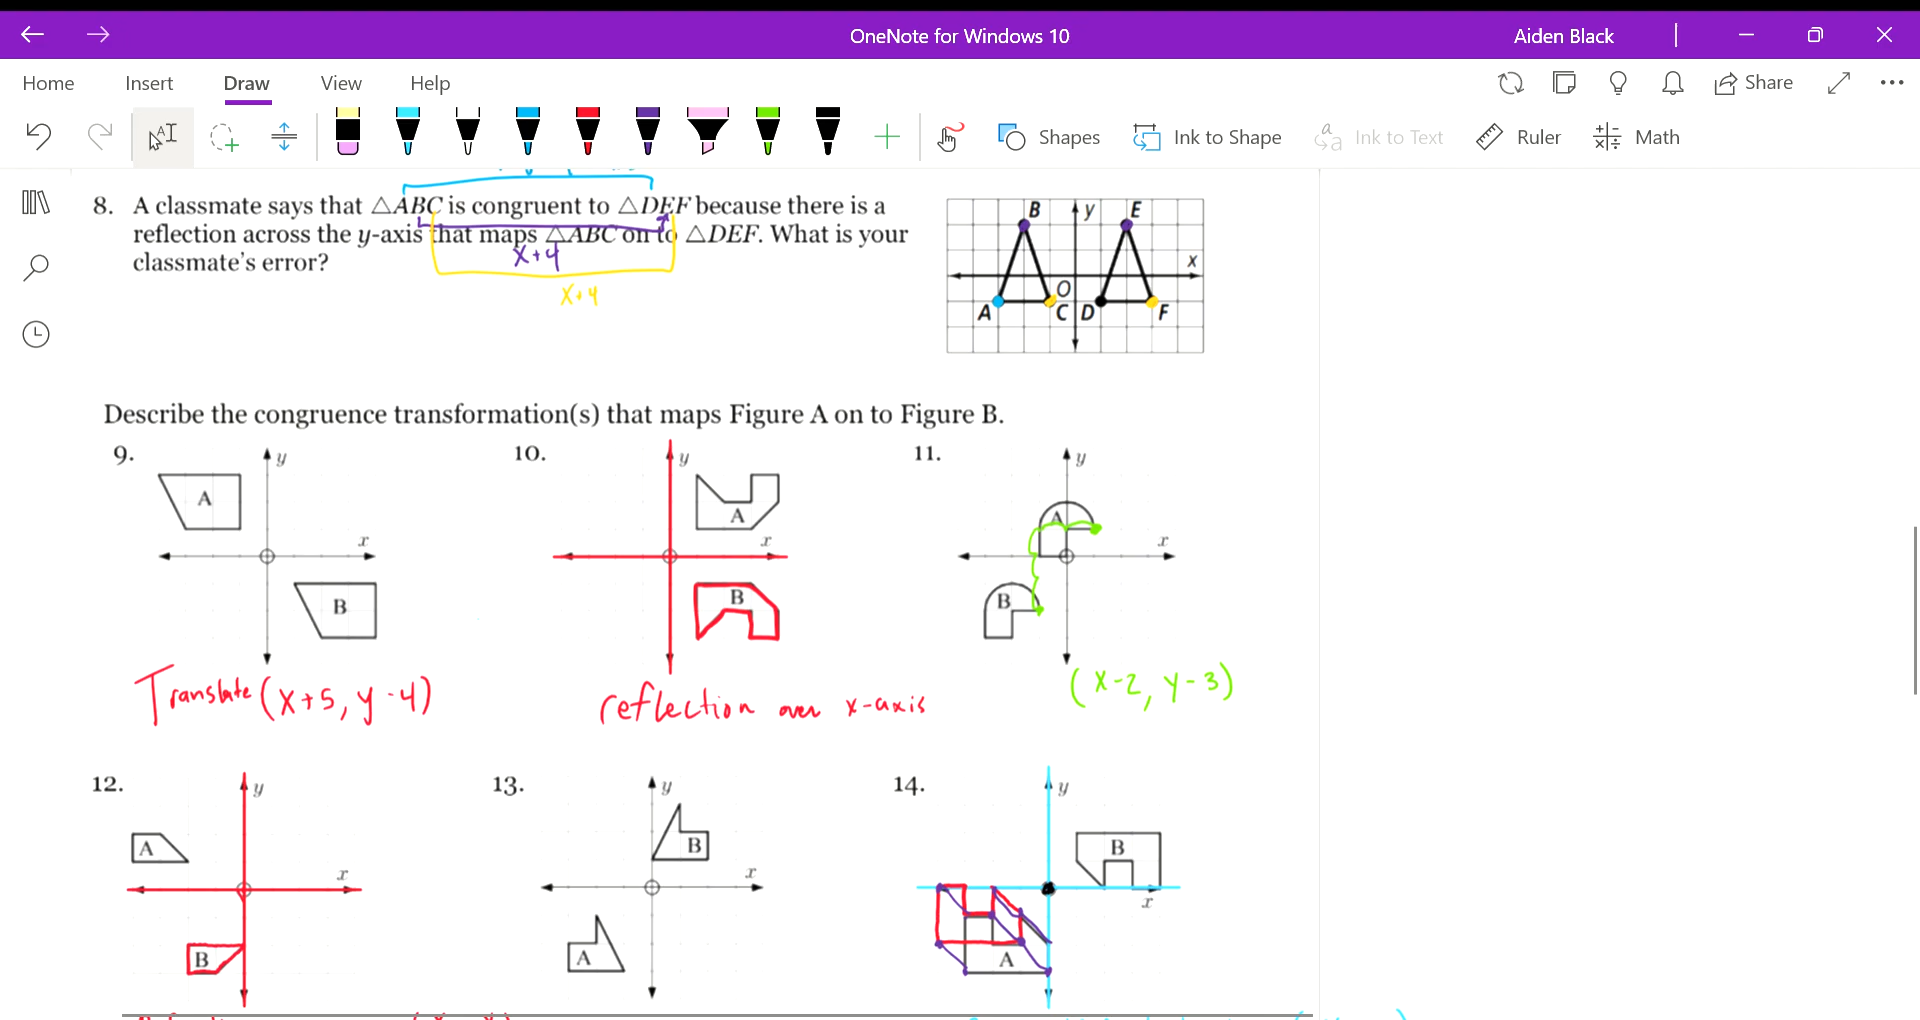 OneNote for Windows 10
Aiden Black
Home Insert Draw View Help
Share
Shapes Ink to Shape Ink to Text Ruler Math
8. A classmate says that △ABC is congruent to △DEF because there is a
reflection across the y-axis that maps △ABC on to △DEF. What is your
classmate's error?
x+4
x+4
B y E
x
O
A C D F
Describe the congruence transformation(s) that maps Figure A on to Figure B.
9. y
A
x
B
Translate (x+5, y-4)
10. y
A
x
B
reflection over x-axis
11. y
A
x
B
(x-2, y-3)
12. y
A
x
B
13. y
B
x
A
14. y
B
x
A